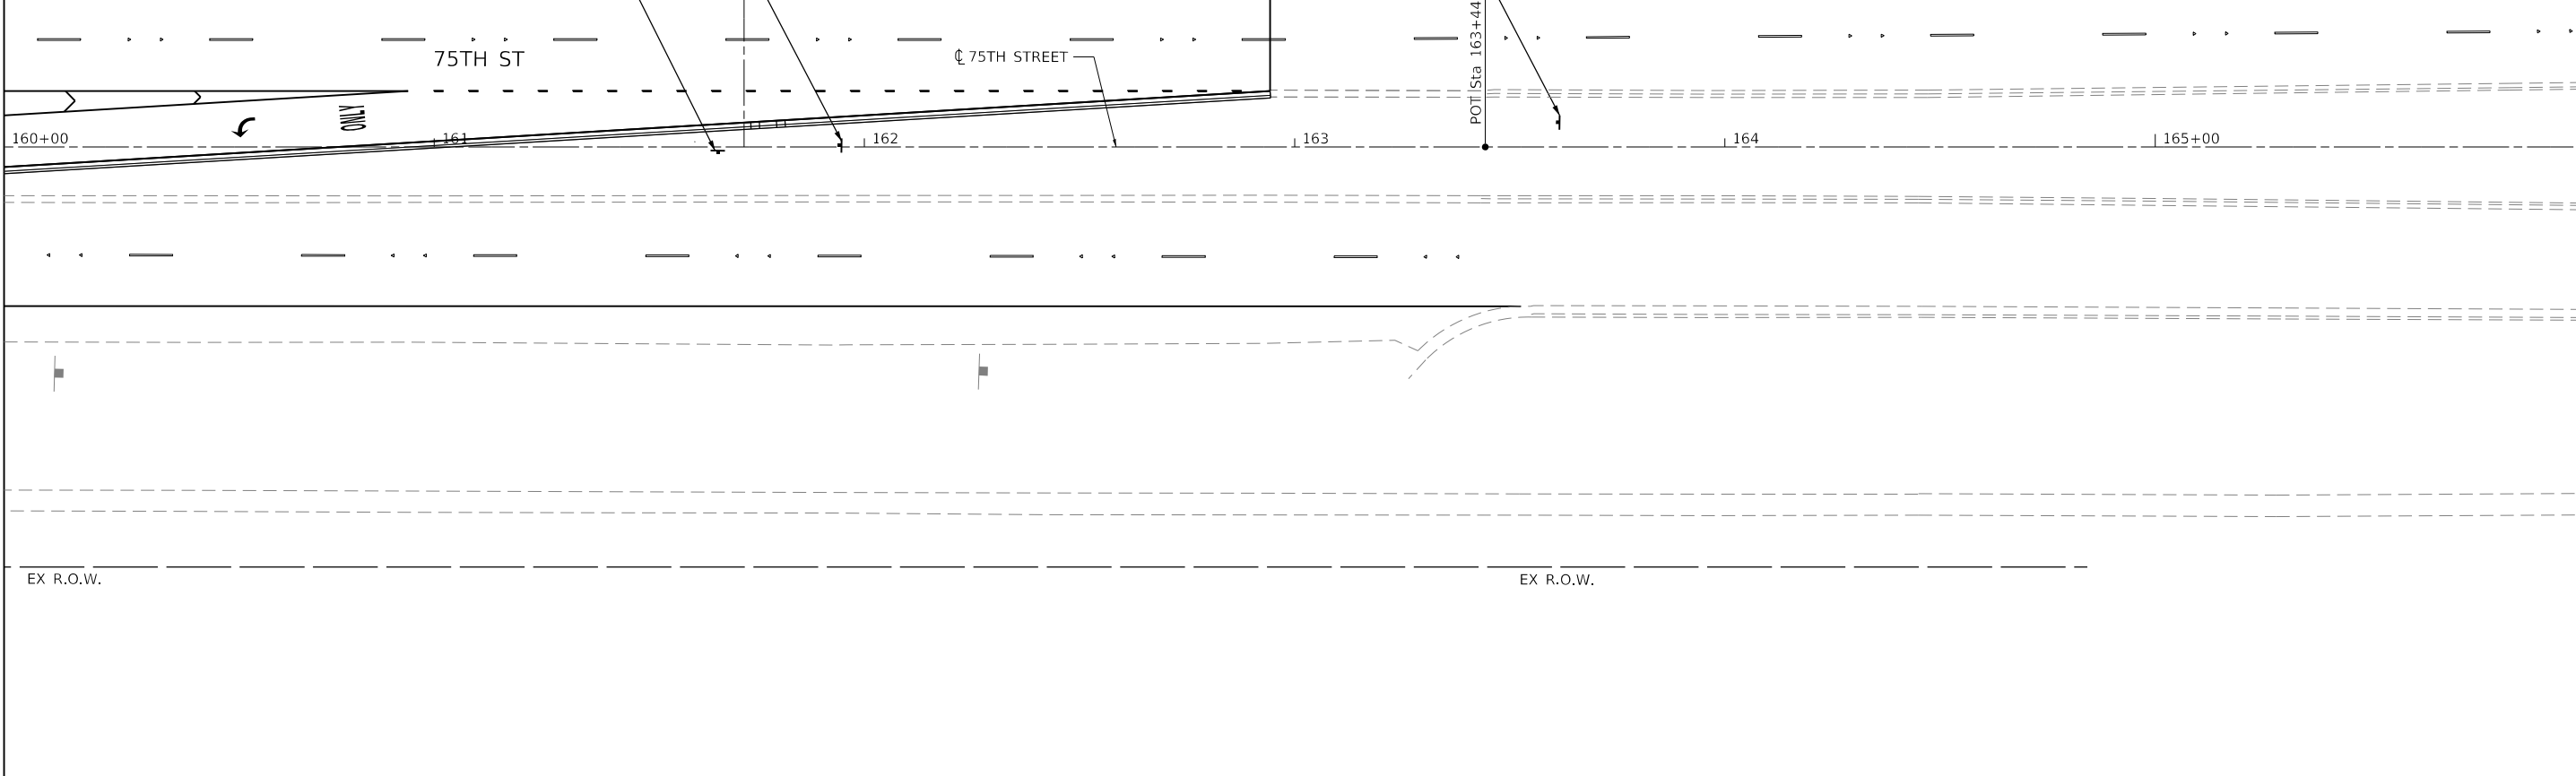 75TH ST
℄ 75TH STREET
POT Sta 163+44
ONLY
160+00
161
162
163
164
165+00
EX R.O.W.
EX R.O.W.